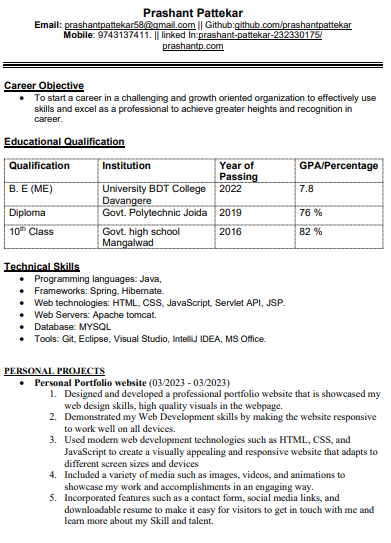 Prashant Pattekar
Email: prashantpattekar58@gmail.com || Github:github.com/prashantpattekar
Mobile: 9743137411. || linked In:prashant-pattekar-232330175/
prashantp.com
Career Objective
• To start a career in a challenging and growth oriented organization to effectively use
skills and excel as a professional to achieve greater heights and recognition in
career.
Educational Qualification
Qualification Institution Year of Passing GPA/Percentage
B. E (ME) University BDT College Davangere 2022 7.8
Diploma Govt. Polytechnic Joida 2019 76 %
10th Class Govt. high school Mangalwad 2016 82 %
Technical Skills
• Programming languages: Java,
• Frameworks: Spring, Hibernate.
• Web technologies: HTML, CSS, JavaScript, Servlet API, JSP.
• Web Servers: Apache tomcat.
• Database: MYSQL
• Tools: Git, Eclipse, Visual Studio, IntelliJ IDEA, MS Office.
PERSONAL PROJECTS
• Personal Portfolio website (03/2023 - 03/2023)
1. Designed and developed a professional portfolio website that is showcased my
web design skills, high quality visuals in the webpage.
2. Demonstrated my Web Development skills by making the website responsive
to work well on all devices.
3. Used modern web development technologies such as HTML, CSS, and
JavaScript to create a visually appealing and responsive website that adapts to
different screen sizes and devices
4. Included a variety of media such as images, videos, and animations to
showcase my work and accomplishments in an engaging way.
5. Incorporated features such as a contact form, social media links, and
downloadable resume to make it easy for visitors to get in touch with me and
learn more about my Skill and talent.